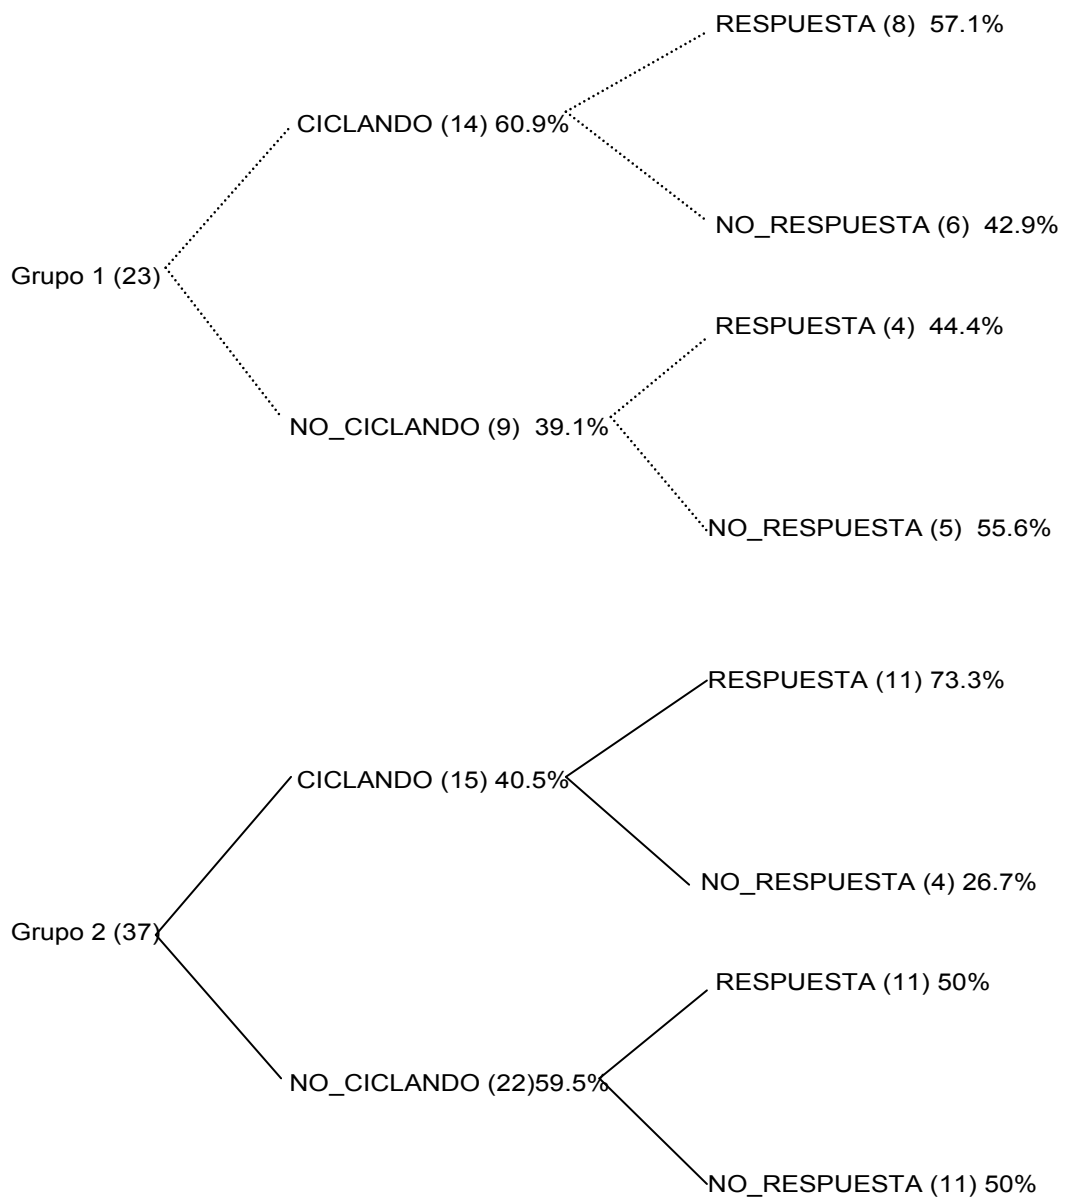 RESPUESTA (8)  57.1%
CICLANDO (14) 60.9%
NO_RESPUESTA (6)  42.9%
Grupo 1 (23)
RESPUESTA (4)  44.4%
NO_CICLANDO (9)  39.1%
NO_RESPUESTA (5)  55.6%
RESPUESTA (11) 73.3%
CICLANDO (15) 40.5%
NO_RESPUESTA (4) 26.7%
Grupo 2 (37)
RESPUESTA (11) 50%
NO_CICLANDO (22)59.5%
NO_RESPUESTA (11) 50%